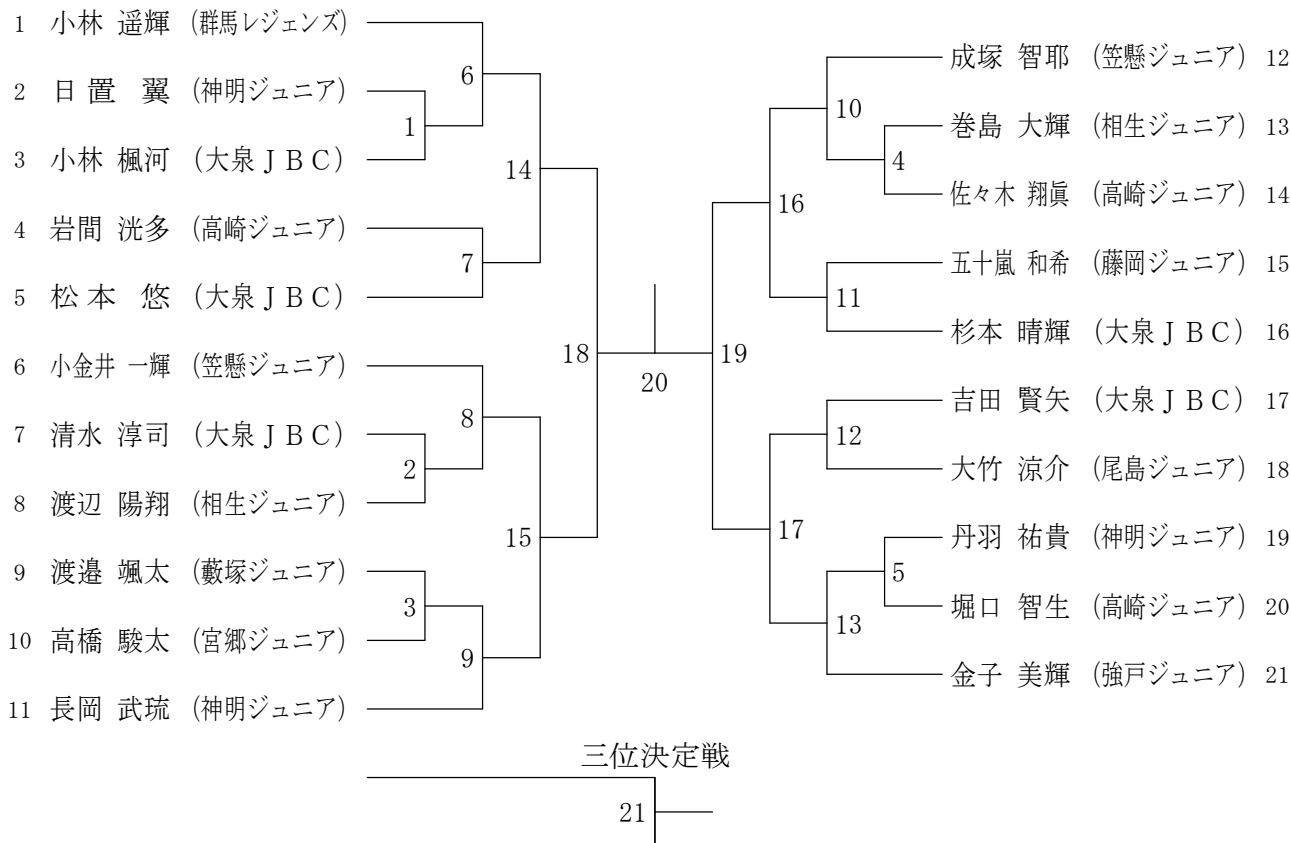 1 小林 遥輝 (群馬レジェンズ)
2 日置 翼 (神明ジュニア)
3 小林 楓河 (大泉ＪＢＣ)
4 岩間 洸多 (高崎ジュニア)
5 松本 悠 (大泉ＪＢＣ)
6 小金井 一輝 (笠懸ジュニア)
7 清水 淳司 (大泉ＪＢＣ)
8 渡辺 陽翔 (相生ジュニア)
9 渡邉 颯太 (藪塚ジュニア)
10 高橋 駿太 (宮郷ジュニア)
11 長岡 武琉 (神明ジュニア)
6
1
14
7
18
8
2
15
3
9
20
19
10
4
16
11
12
17
5
13
成塚 智耶 (笠懸ジュニア) 12
巻島 大輝 (相生ジュニア) 13
佐々木 翔眞 (高崎ジュニア) 14
五十嵐 和希 (藤岡ジュニア) 15
杉本 晴輝 (大泉ＪＢＣ) 16
吉田 賢矢 (大泉ＪＢＣ) 17
大竹 涼介 (尾島ジュニア) 18
丹羽 祐貴 (神明ジュニア) 19
堀口 智生 (高崎ジュニア) 20
金子 美輝 (強戸ジュニア) 21
三位決定戦
21